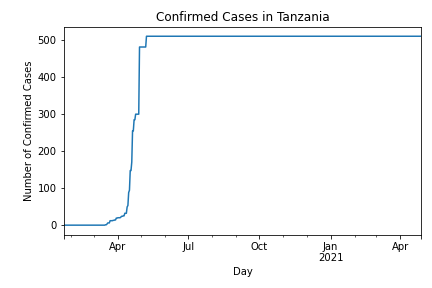 Confirmed Cases in Tanzania
Number of Confirmed Cases
500
400
300
200
100
0
Apr Jul Oct Jan Apr
2021
Day